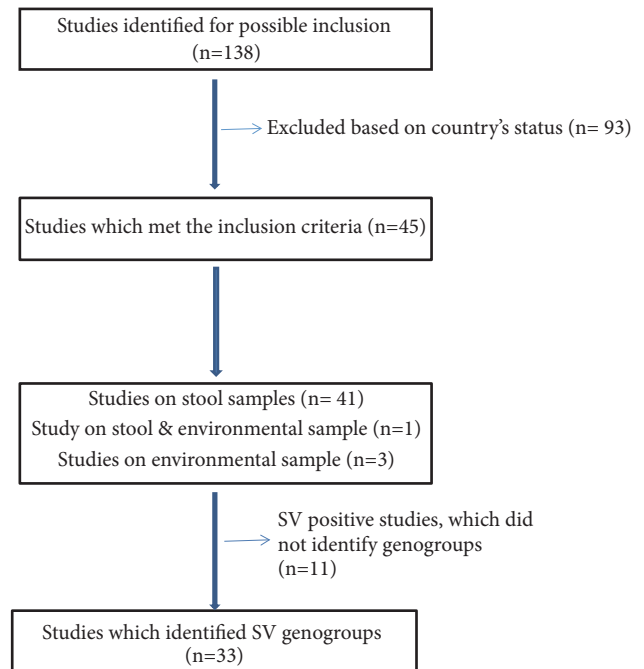 Studies identified for possible inclusion
(n=138)
Excluded based on country's status (n= 93)
Studies which met the inclusion criteria (n=45)
Studies on stool samples (n= 41)
Study on stool & environmental sample (n=1)
Studies on environmental sample (n=3)
SV positive studies, which did
not identify genogroups
(n=11)
Studies which identified SV genogroups
(n=33)